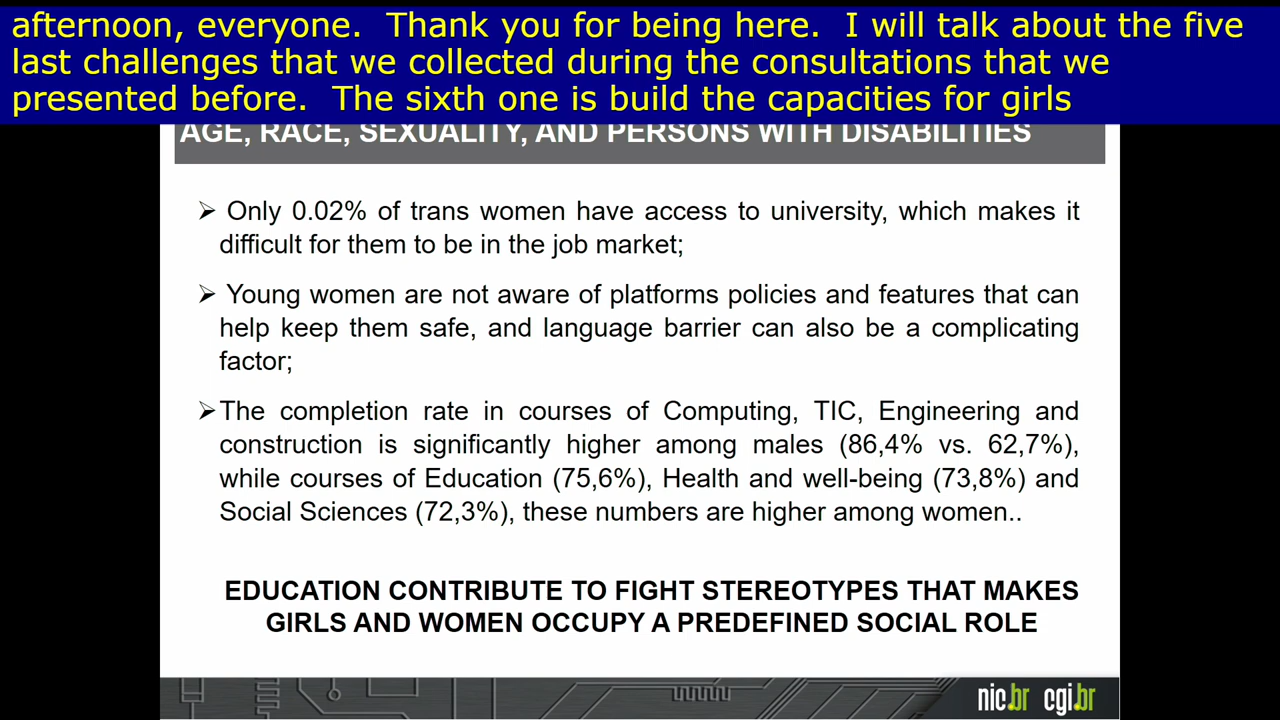 afternoon, everyone.  Thank you for being here.  I will talk about the five
last challenges that we collected during the consultations that we
presented before.  The sixth one is build the capacities for girls
AGE, RACE, SEXUALITY, AND PERSONS WITH DISABILITIES
➢ Only 0.02% of trans women have access to university, which makes it
difficult for them to be in the job market;
➢ Young women are not aware of platforms policies and features that can
help keep them safe, and language barrier can also be a complicating
factor;
➢ The completion rate in courses of Computing, TIC, Engineering and
construction is significantly higher among males (86,4% vs. 62,7%),
while courses of Education (75,6%), Health and well-being (73,8%) and
Social Sciences (72,3%), these numbers are higher among women..
EDUCATION CONTRIBUTE TO FIGHT STEREOTYPES THAT MAKES
GIRLS AND WOMEN OCCUPY A PREDEFINED SOCIAL ROLE
nic.br cgi.br